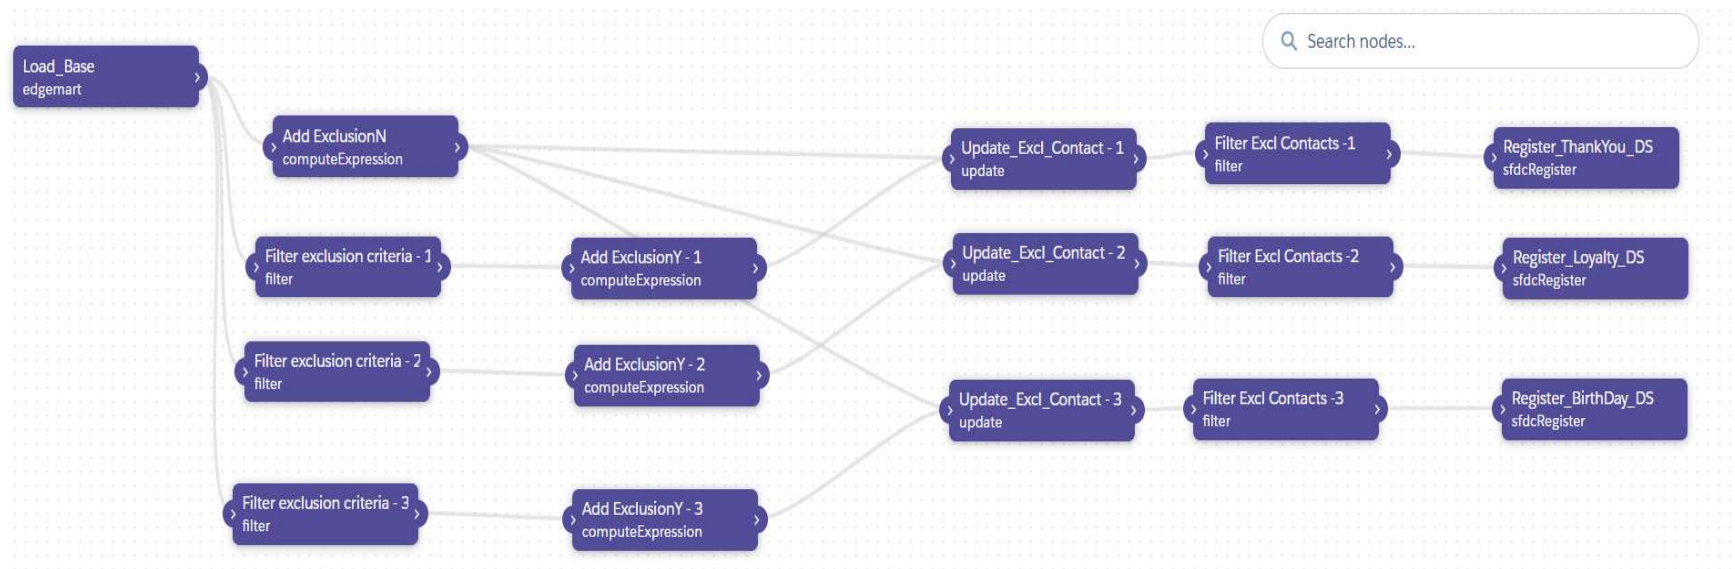 Search nodes...
Load_Base
edgemart
Add ExclusionN
computeExpression
Update_Excl_Contact - 1
update
Filter Excl Contacts -1
filter
Register_ThankYou_DS
sfdcRegister
Filter exclusion criteria - 1
filter
Add ExclusionY - 1
computeExpression
Update_Excl_Contact - 2
update
Filter Excl Contacts -2
filter
Register_Loyalty_DS
sfdcRegister
Filter exclusion criteria - 2
filter
Add ExclusionY - 2
computeExpression
Update_Excl_Contact - 3
update
Filter Excl Contacts -3
filter
Register_BirthDay_DS
sfdcRegister
Filter exclusion criteria - 3
filter
Add ExclusionY - 3
computeExpression